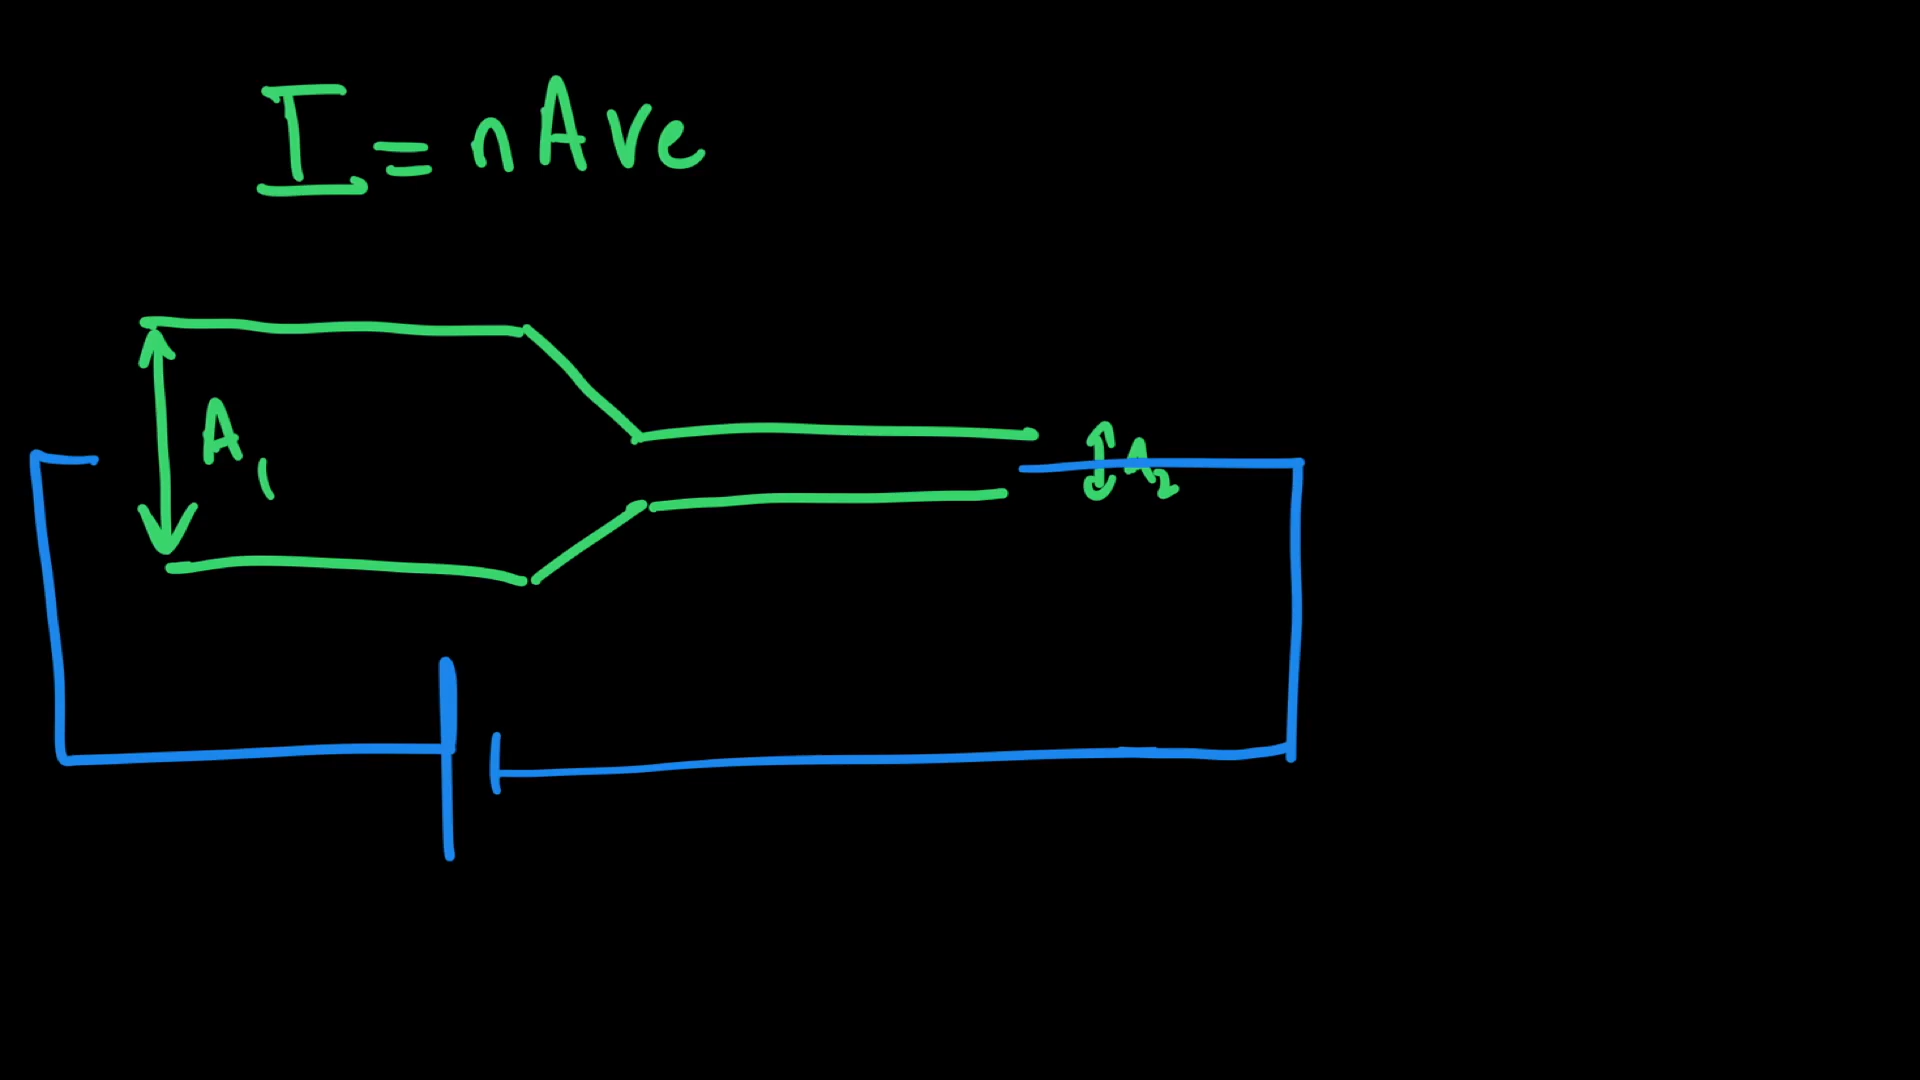 I = nAve
A₁
A₂